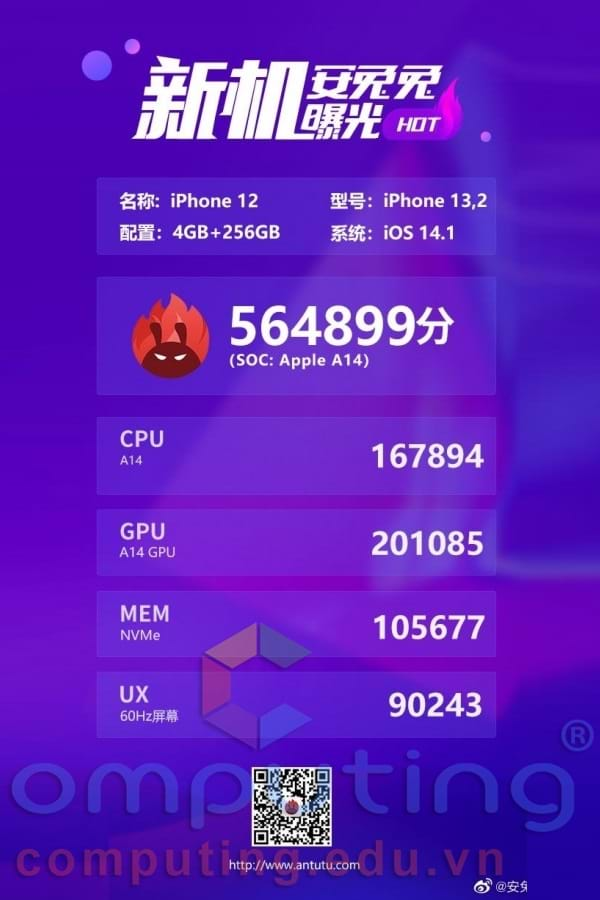 新机 安兔兔
曝光 HOT
名称: iPhone 12 型号: iPhone 13,2
配置: 4GB+256GB 系统: iOS 14.1
564899分
(SOC: Apple A14)
CPU 167894
A14
GPU 201085
A14 GPU
MEM 105677
NVMe
UX 90243
60Hz屏幕
Computing®
computing.edu.vn
http://www.antutu.com
@安兔